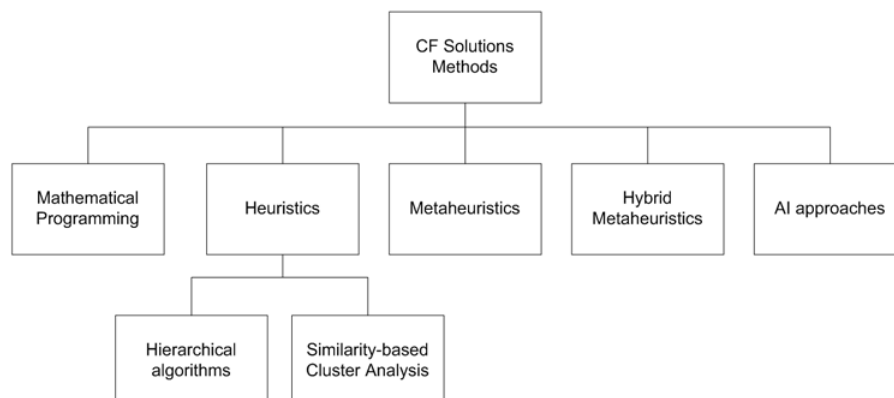 CF Solutions
Methods
Mathematical
Programming
Heuristics
Metaheuristics
Hybrid
Metaheuristics
AI approaches
Hierarchical
algorithms
Similarity-based
Cluster Analysis